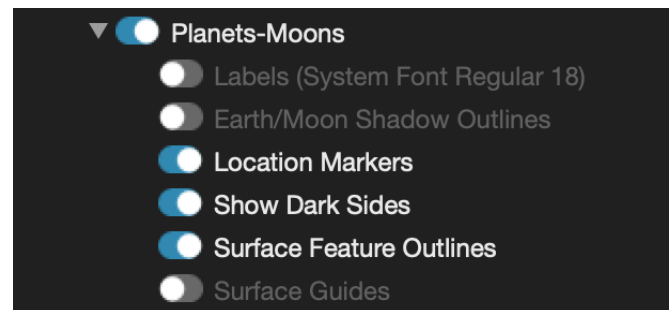 Planets-Moons
Labels (System Font Regular 18)
Earth/Moon Shadow Outlines
Location Markers
Show Dark Sides
Surface Feature Outlines
Surface Guides